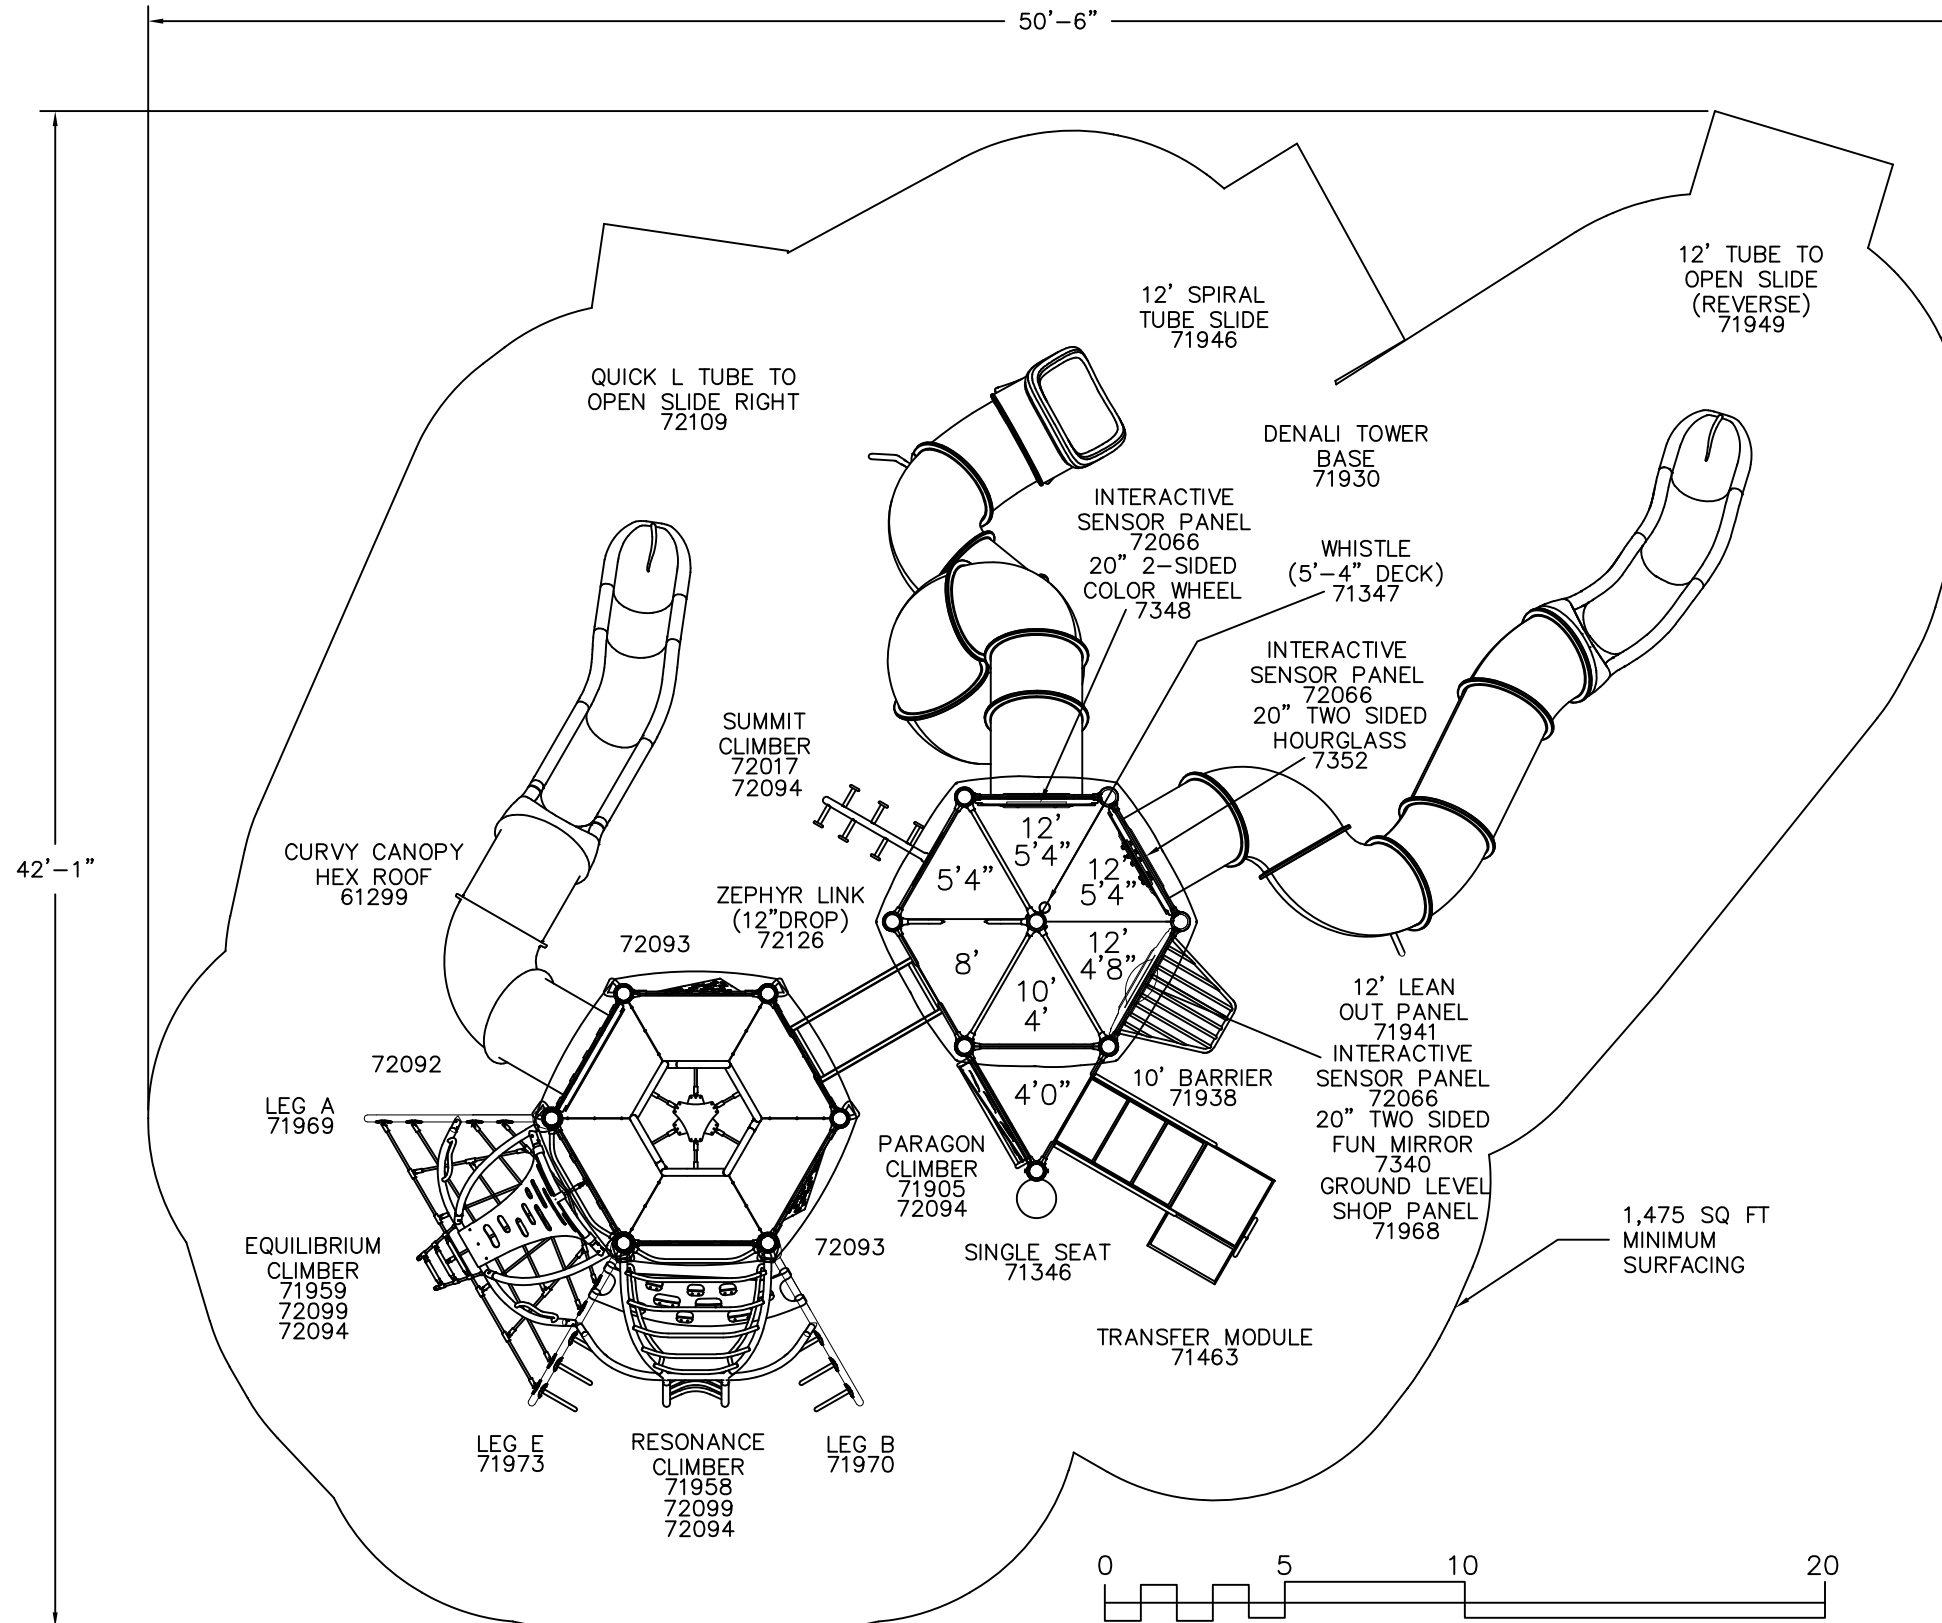 50'-6"
12' TUBE TO
OPEN SLIDE
(REVERSE)
71949
12' SPIRAL
TUBE SLIDE
71946
QUICK L TUBE TO
OPEN SLIDE RIGHT
72109
DENALI TOWER
BASE
71930
INTERACTIVE
SENSOR PANEL
72066
20" 2-SIDED
COLOR WHEEL
7348
WHISTLE
(5'-4" DECK)
71347
INTERACTIVE
SENSOR PANEL
72066
20" TWO SIDED
HOURGLASS
7352
SUMMIT
CLIMBER
72017
72094
42'-1"
CURVY CANOPY
HEX ROOF
61299
12'
5'4"
5'4"
12'
5'4"
ZEPHYR LINK
(12"DROP)
72126
72093
8'
12'
4'8"
10'
4'
12' LEAN
OUT PANEL
71941
INTERACTIVE
SENSOR PANEL
72066
20" TWO SIDED
FUN MIRROR
7340
GROUND LEVEL
SHOP PANEL
71968
72092
10' BARRIER
71938
4'0"
LEG A
71969
PARAGON
CLIMBER
71905
72094
72093
SINGLE SEAT
71346
EQUILIBRIUM
CLIMBER
71959
72099
72094
1,475 SQ FT
MINIMUM
SURFACING
TRANSFER MODULE
71463
LEG E
71973
RESONANCE
CLIMBER
71958
72099
72094
LEG B
71970
0 5 10 20